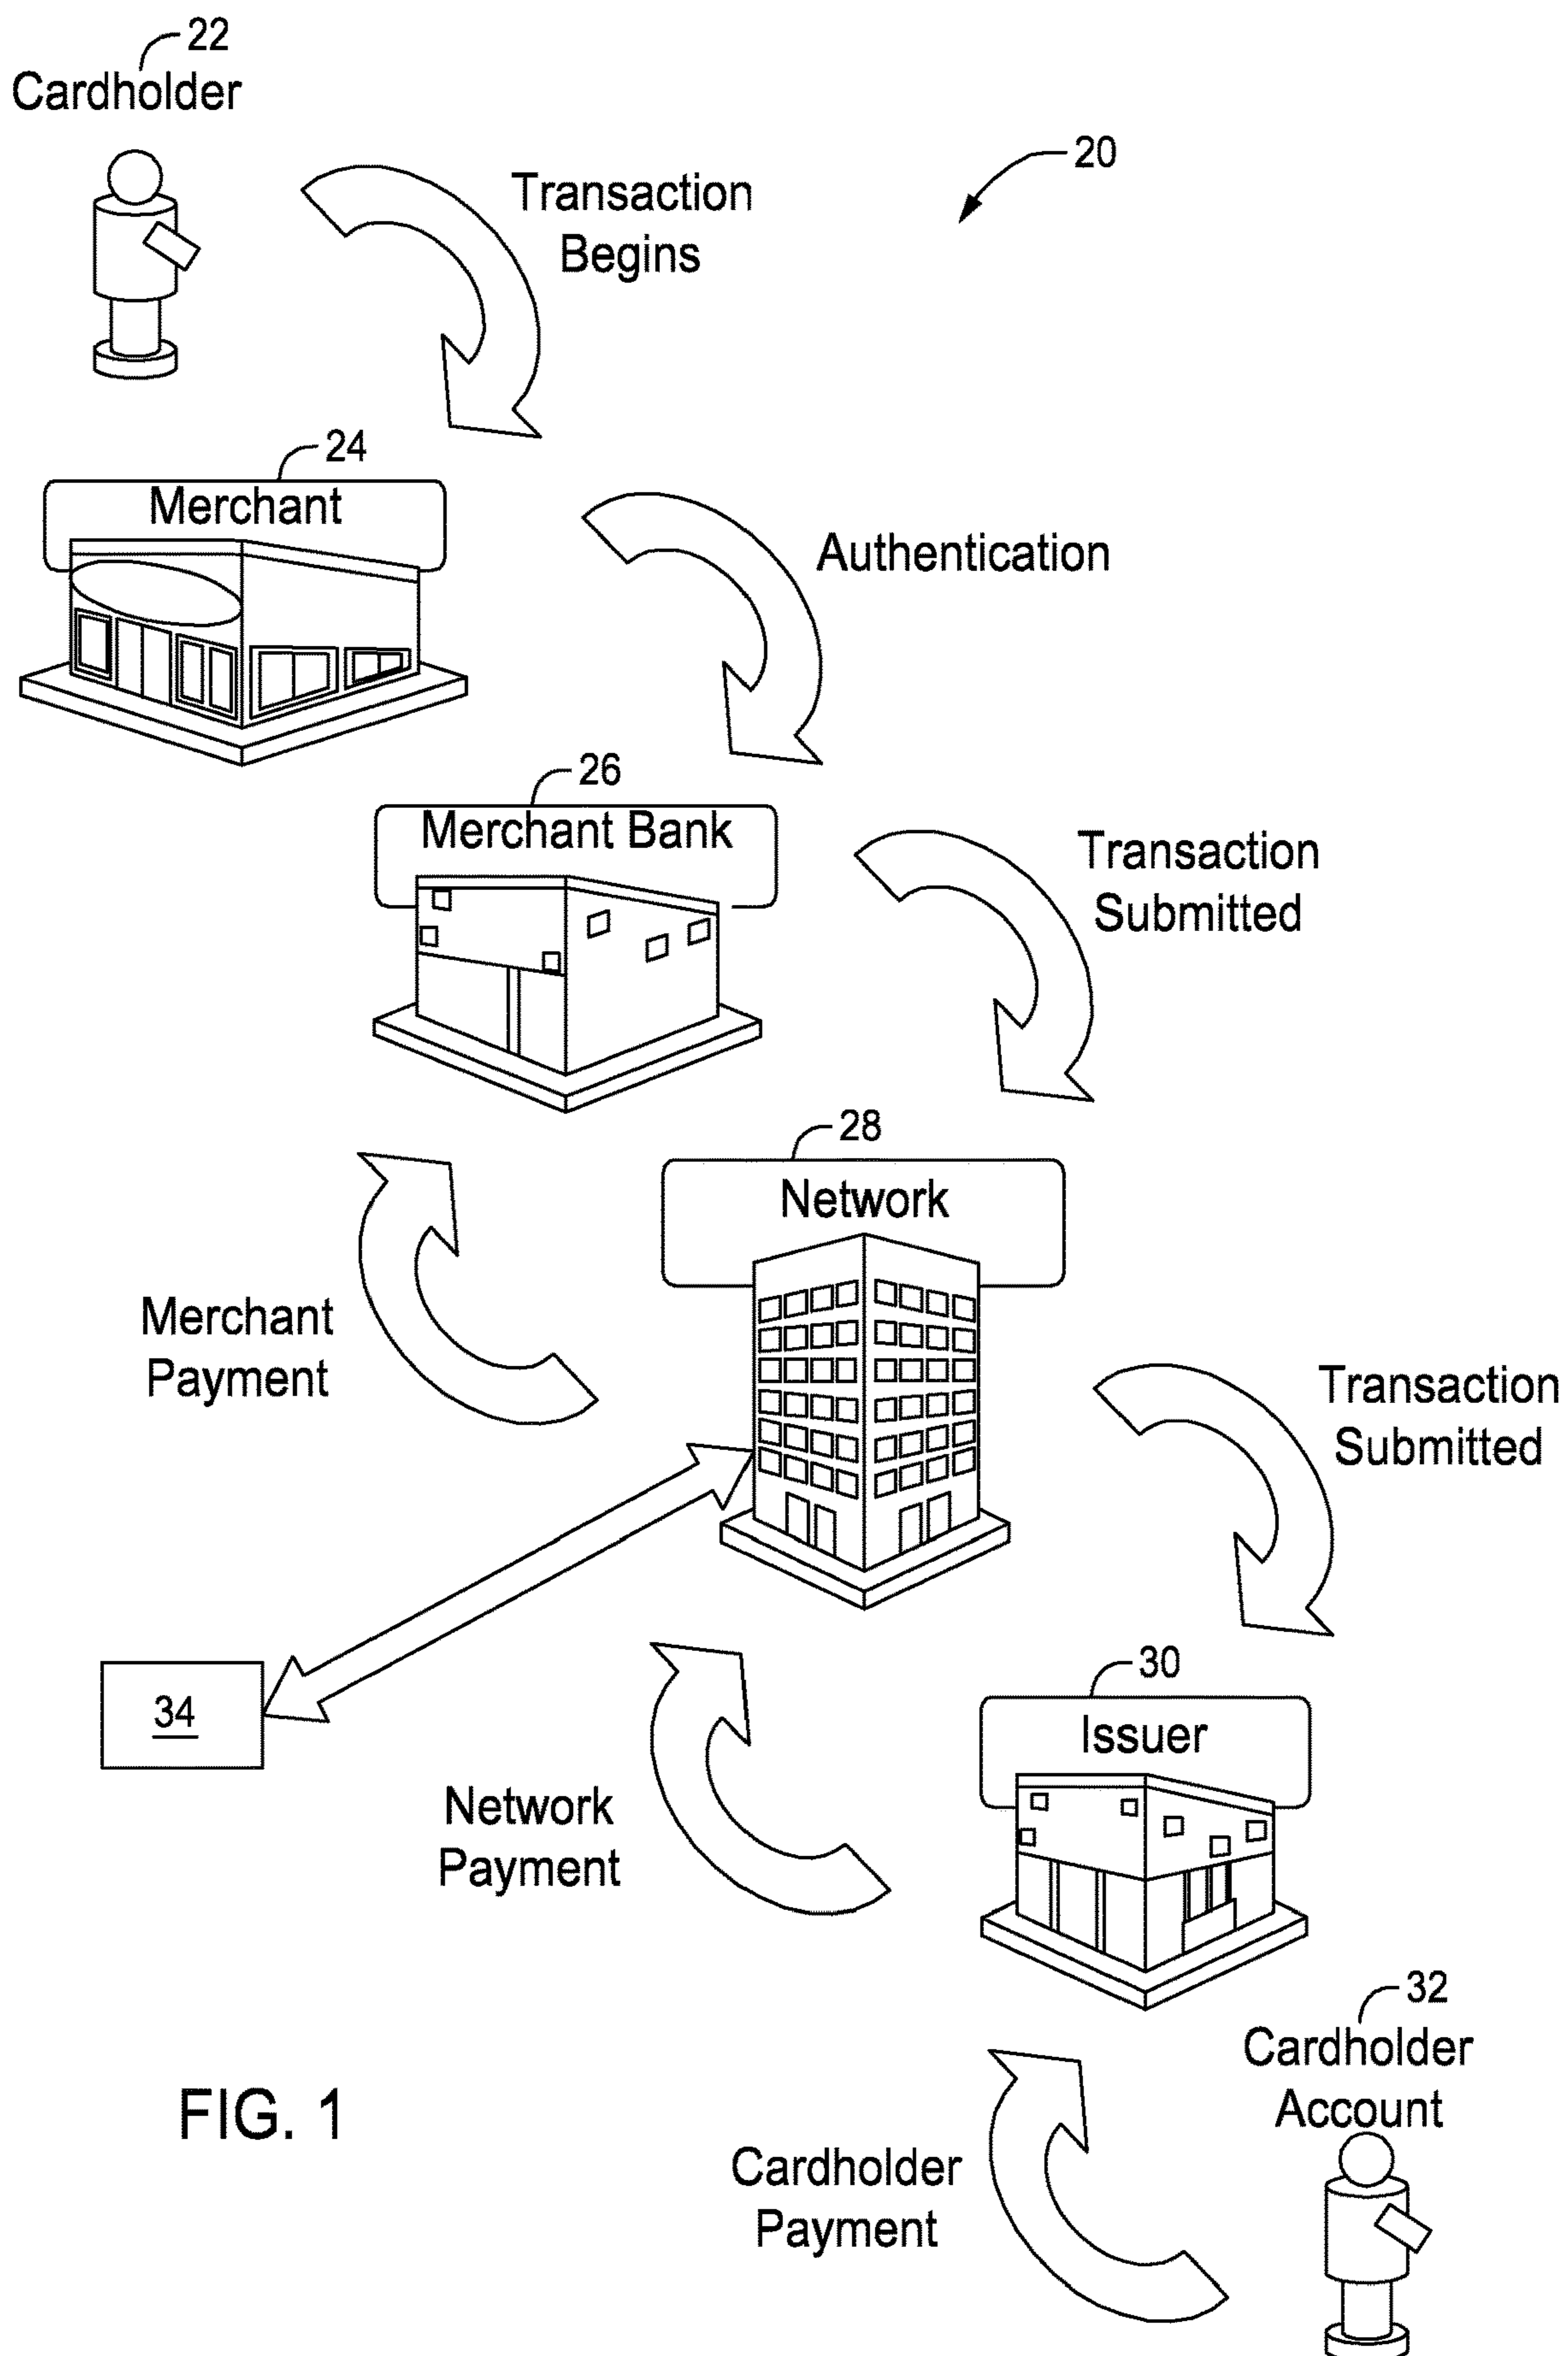 22
Cardholder
20
Transaction
Begins
24
Merchant
Authentication
26
Merchant Bank
Transaction
Submitted
28
Network
Merchant
Payment
Transaction
Submitted
34
30
Issuer
Network
Payment
32
Cardholder
Account
FIG. 1
Cardholder
Payment